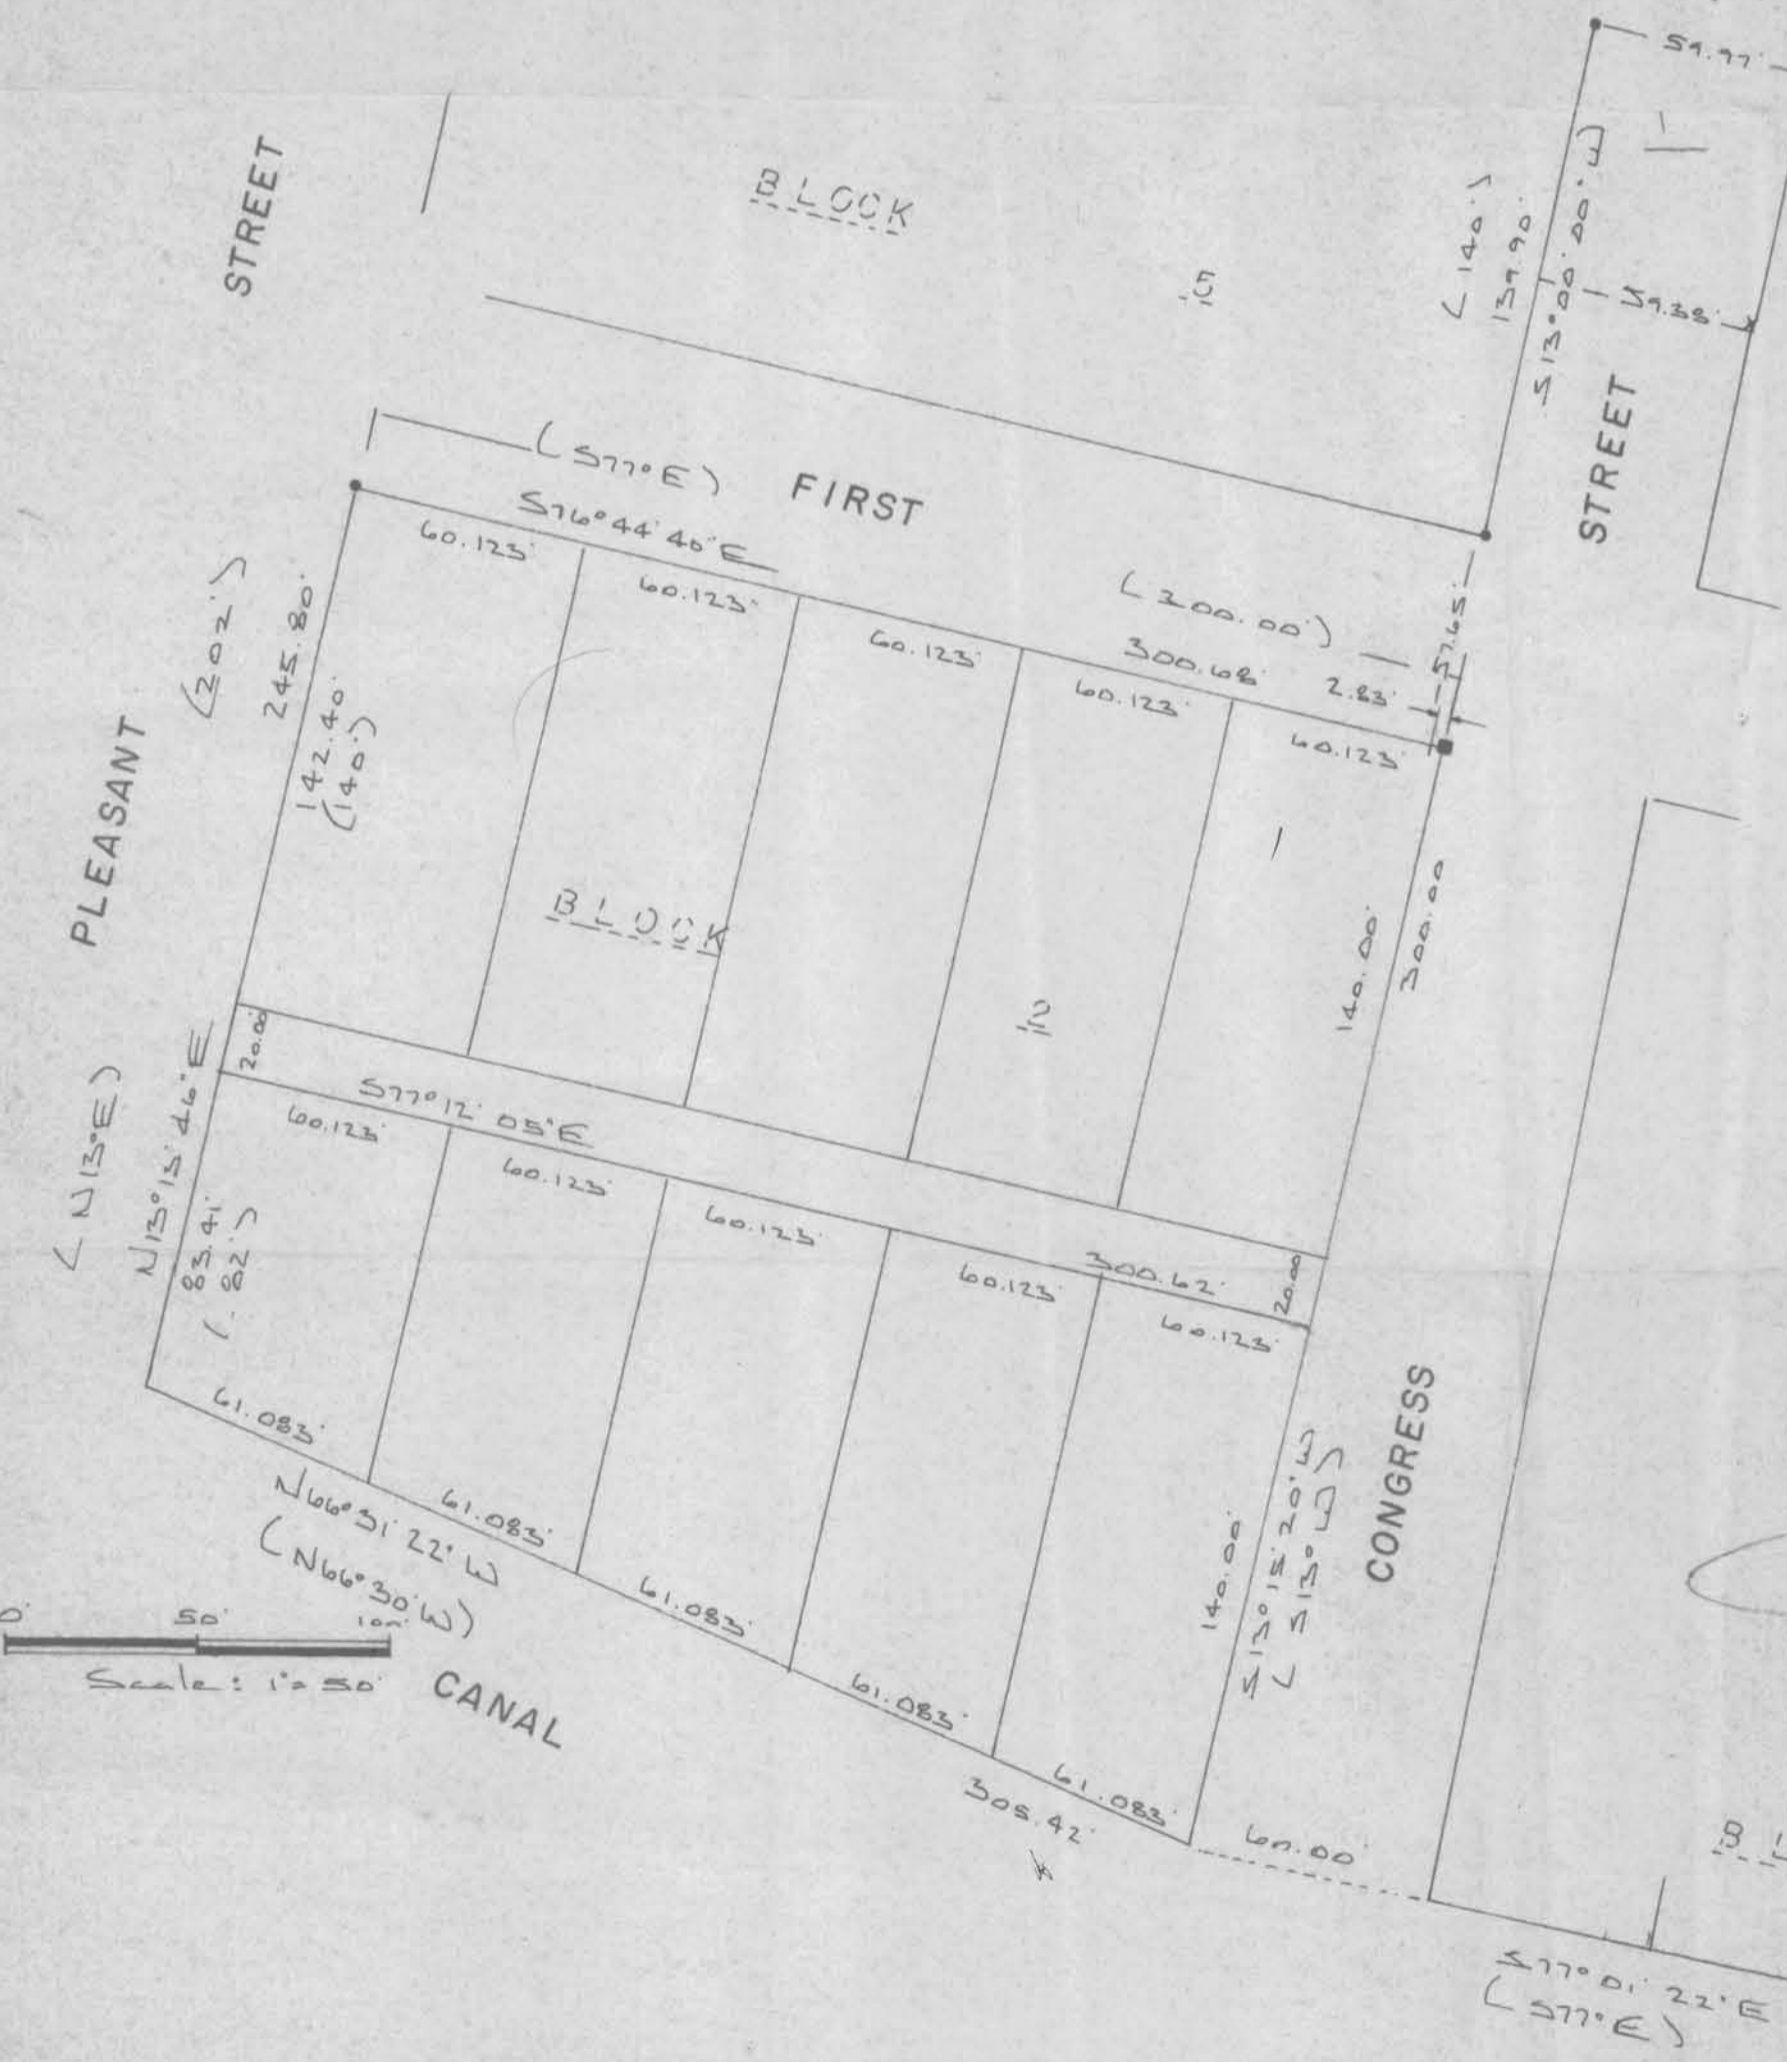 59.97'
STREET
BLOCK
(140')
139.90'
S13°00'00"W
STREET
(S77°E)
FIRST
S76°44'40"E
60.123'
60.123'
60.123'
60.123'
60.123'
(300.00')
300.68'
2.83'
57.65'
(202')
245.80'
142.40'
(140')
PLEASANT
BLOCK
1
140.00'
300.00
20.00
(N13°E)
N13°13'46"E
83.41'
(82')
S77°12'05"E
60.123'
60.123'
60.123'
60.123'
60.123'
300.62'
20.00
CONGRESS
140.00'
S13°15'20"W
(S13°W)
61.083'
61.083'
61.083'
61.083'
61.083'
N66°31'22"W
(N66°30'W)
305.42'
60.00'
0' 50' 100'
Scale: 1"=50'
CANAL
S77°01'22"E
(S77°E)